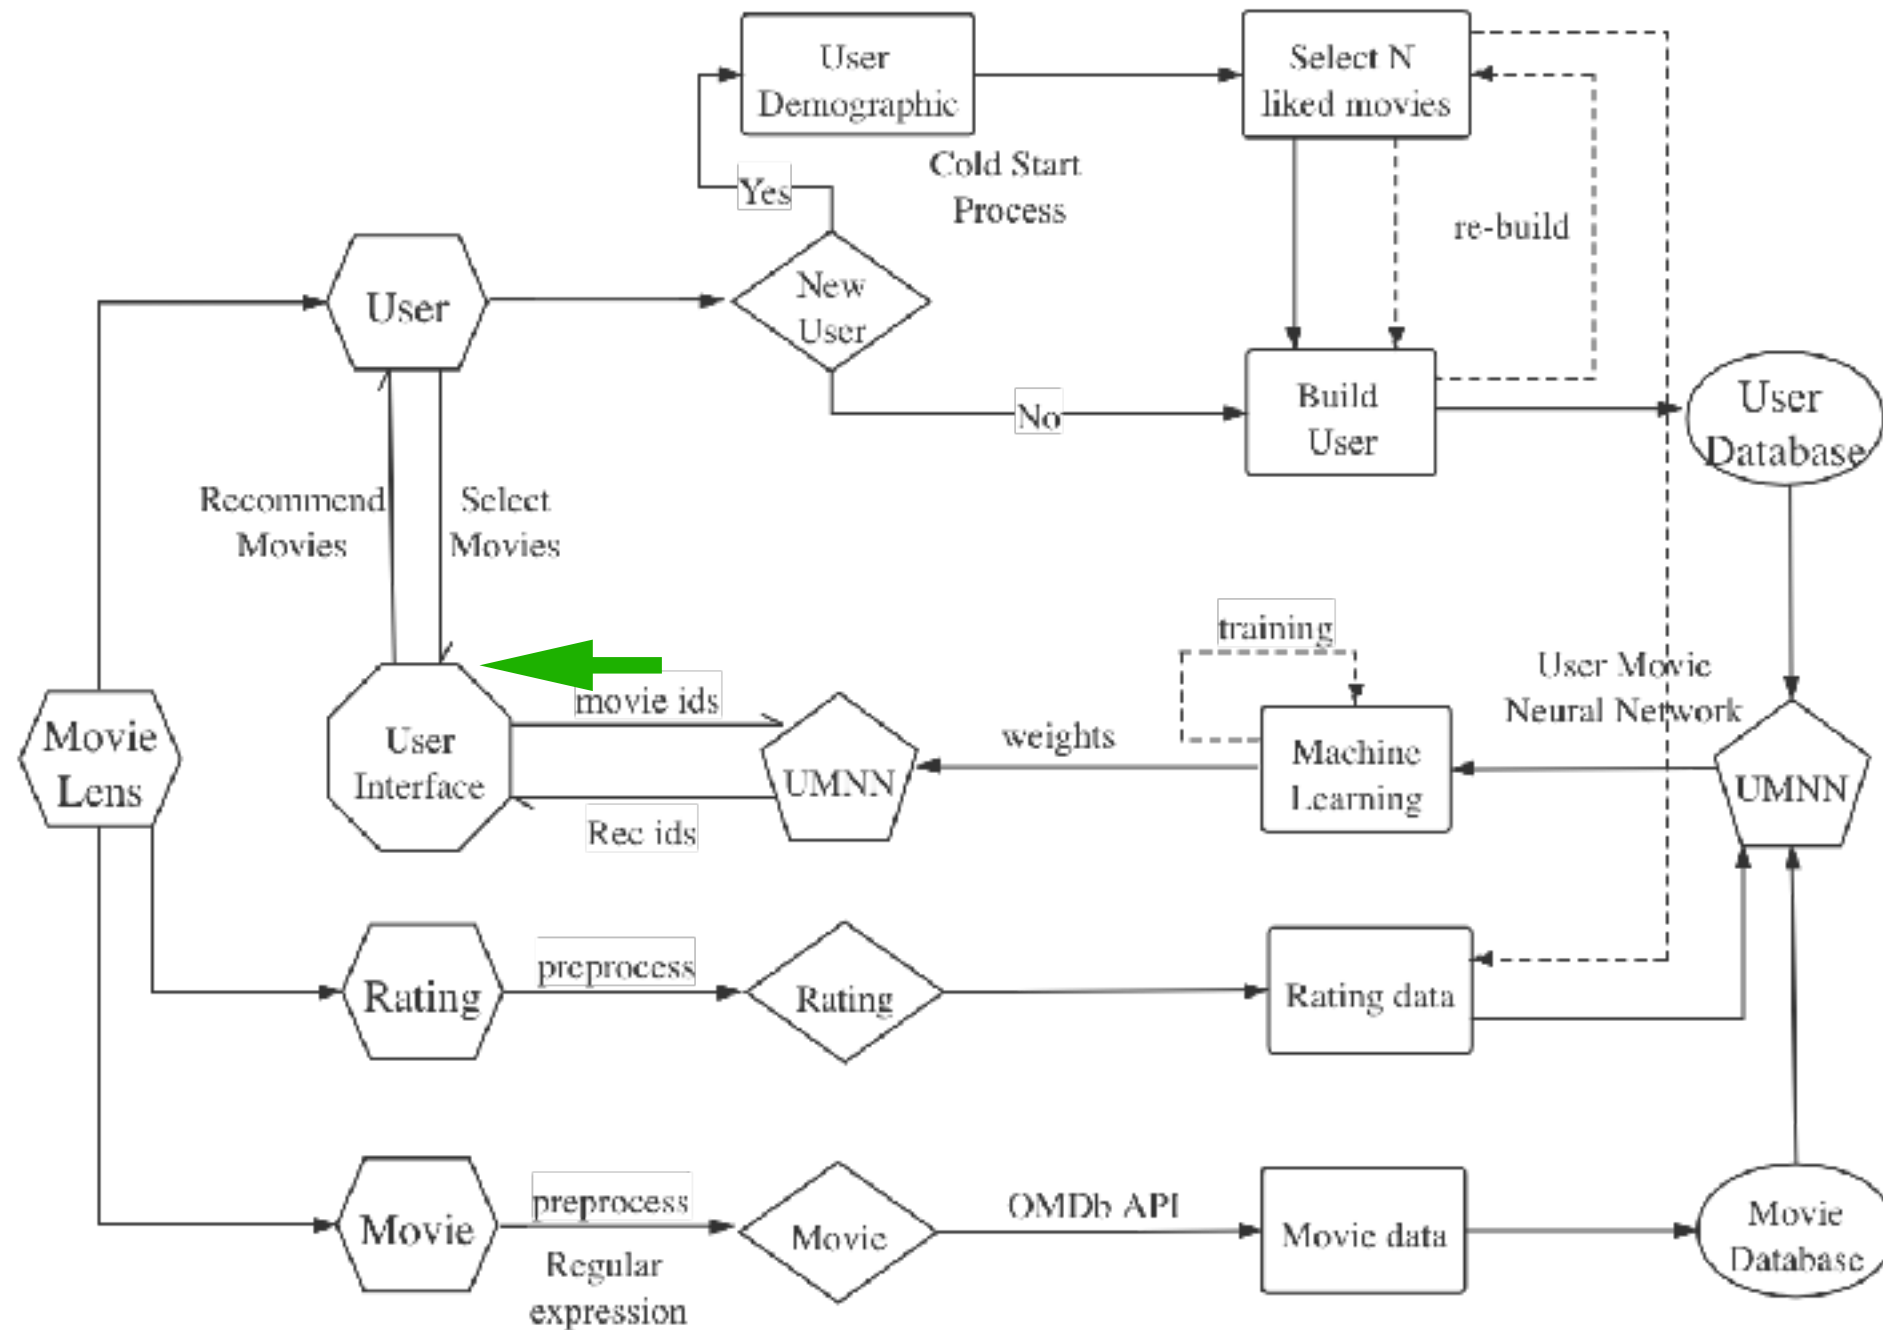 User
Demographic
Select N
liked movies
Cold Start
Process
Yes
re-build
User
New
User
No
Build
User
User
Database
Recommend
Movies
Select
Movies
training
User Movie
Neural Network
movie ids
weights
Movie
Lens
User
Interface
UMNN
Machine
Learning
UMNN
Rec ids
Rating
preprocess
Rating
Rating data
Movie
preprocess
Regular
expression
Movie
OMDb API
Movie data
Movie
Database